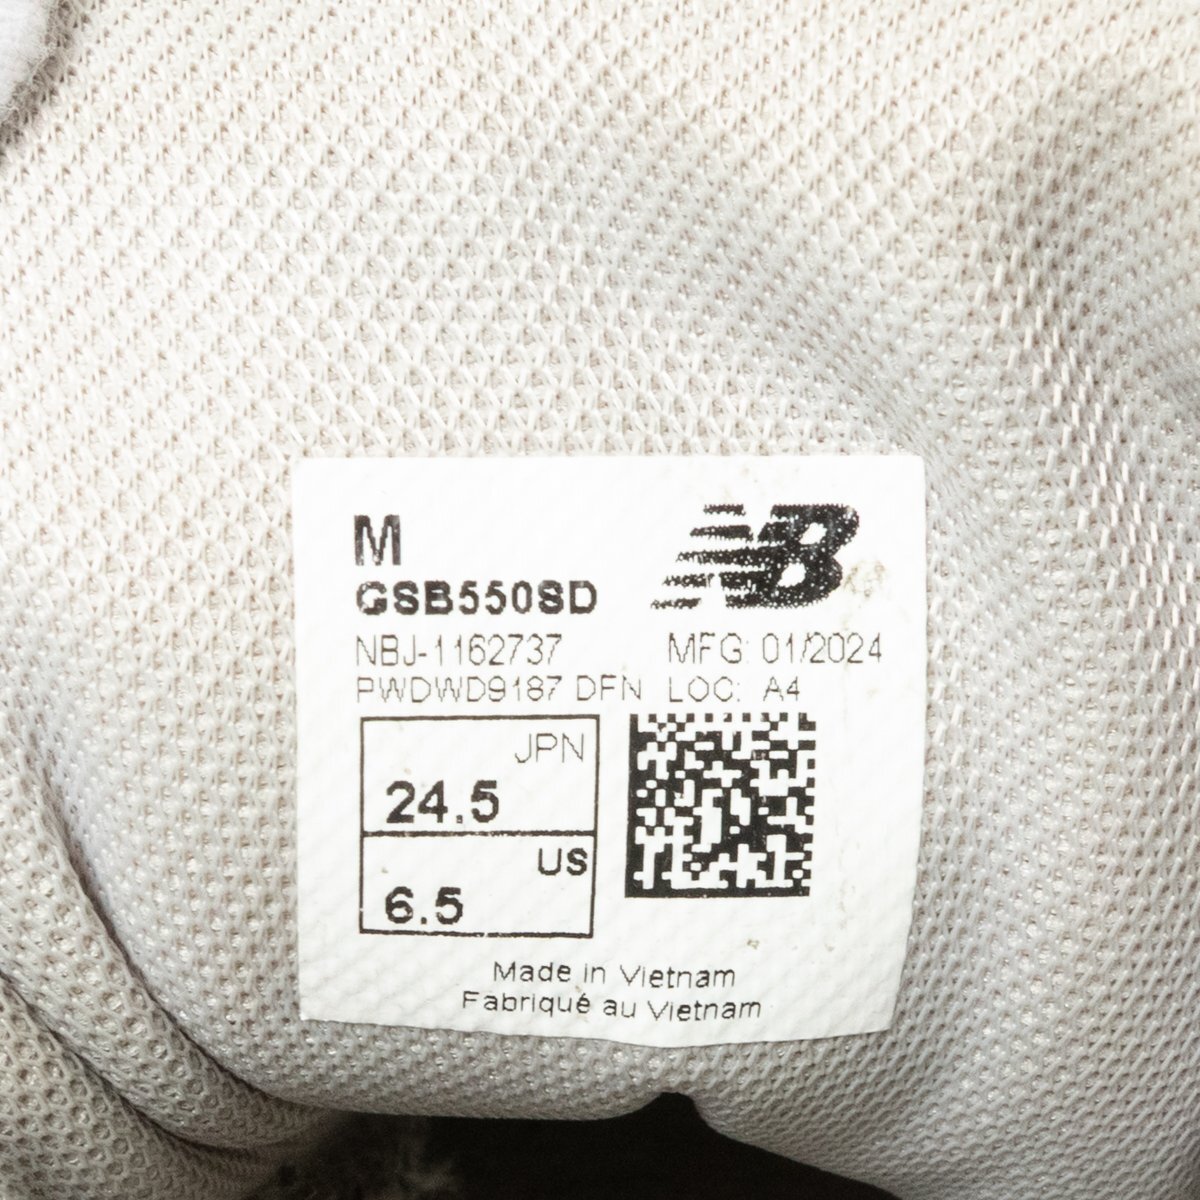 M
NB
GSB550SD
NBJ-1162737 MFG: 01/2024
PWDWD9187 DFN LOC: A4
JPN
24.5
US
6.5
Made in Vietnam
Fabriqué au Vietnam